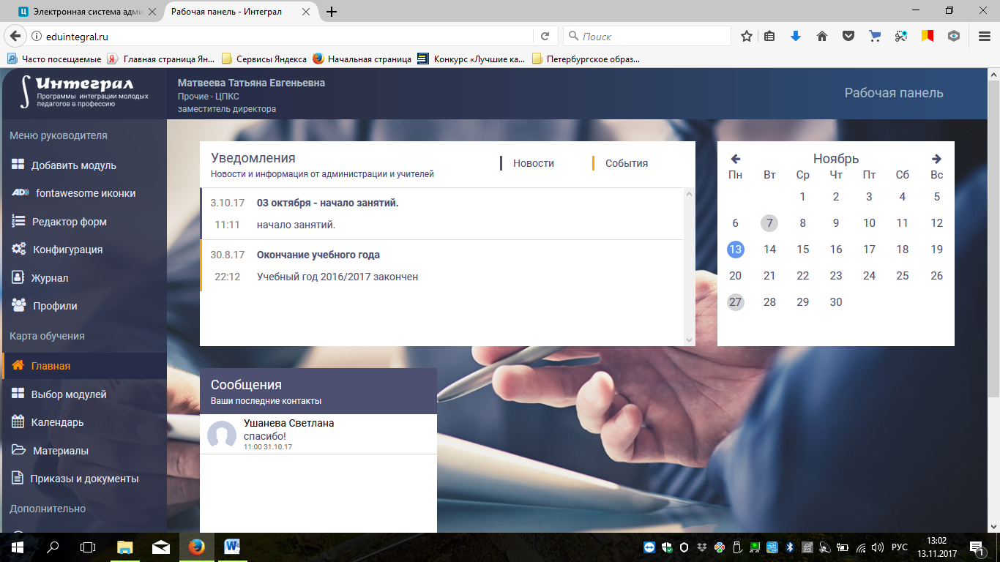 Электронная система адми
Рабочая панель - Интеграл
eduintegral.ru
Поиск
Часто посещаемые
Главная страница Ян...
Сервисы Яндекса
Начальная страница
Конкурс «Лучшие ка...
Петербургское образ...
Интеграл
Программы интеграции молодых
педагогов в профессию
Матвеева Татьяна Евгеньевна
Прочие - ЦПКС
заместитель директора
Рабочая панель
Меню руководителя
Добавить модуль
fontawesome иконки
Редактор форм
Конфигурация
Журнал
Профили
Карта обучения
Главная
Выбор модулей
Календарь
Материалы
Приказы и документы
Дополнительно
Уведомления
Новости и информация от администрации и учителей
Новости
События
3.10.17 03 октября - начало занятий.
11:11 начало занятий.
30.8.17 Окончание учебного года
22:12 Учебный год 2016/2017 закончен
Ноябрь
Пн Вт Ср Чт Пт Сб Вс
1 2 3 4 5
6 7 8 9 10 11 12
13 14 15 16 17 18 19
20 21 22 23 24 25 26
27 28 29 30
Сообщения
Ваши последние контакты
Ушанева Светлана
спасибо!
11:00 31.10.17
РУС
13:02
13.11.2017
1